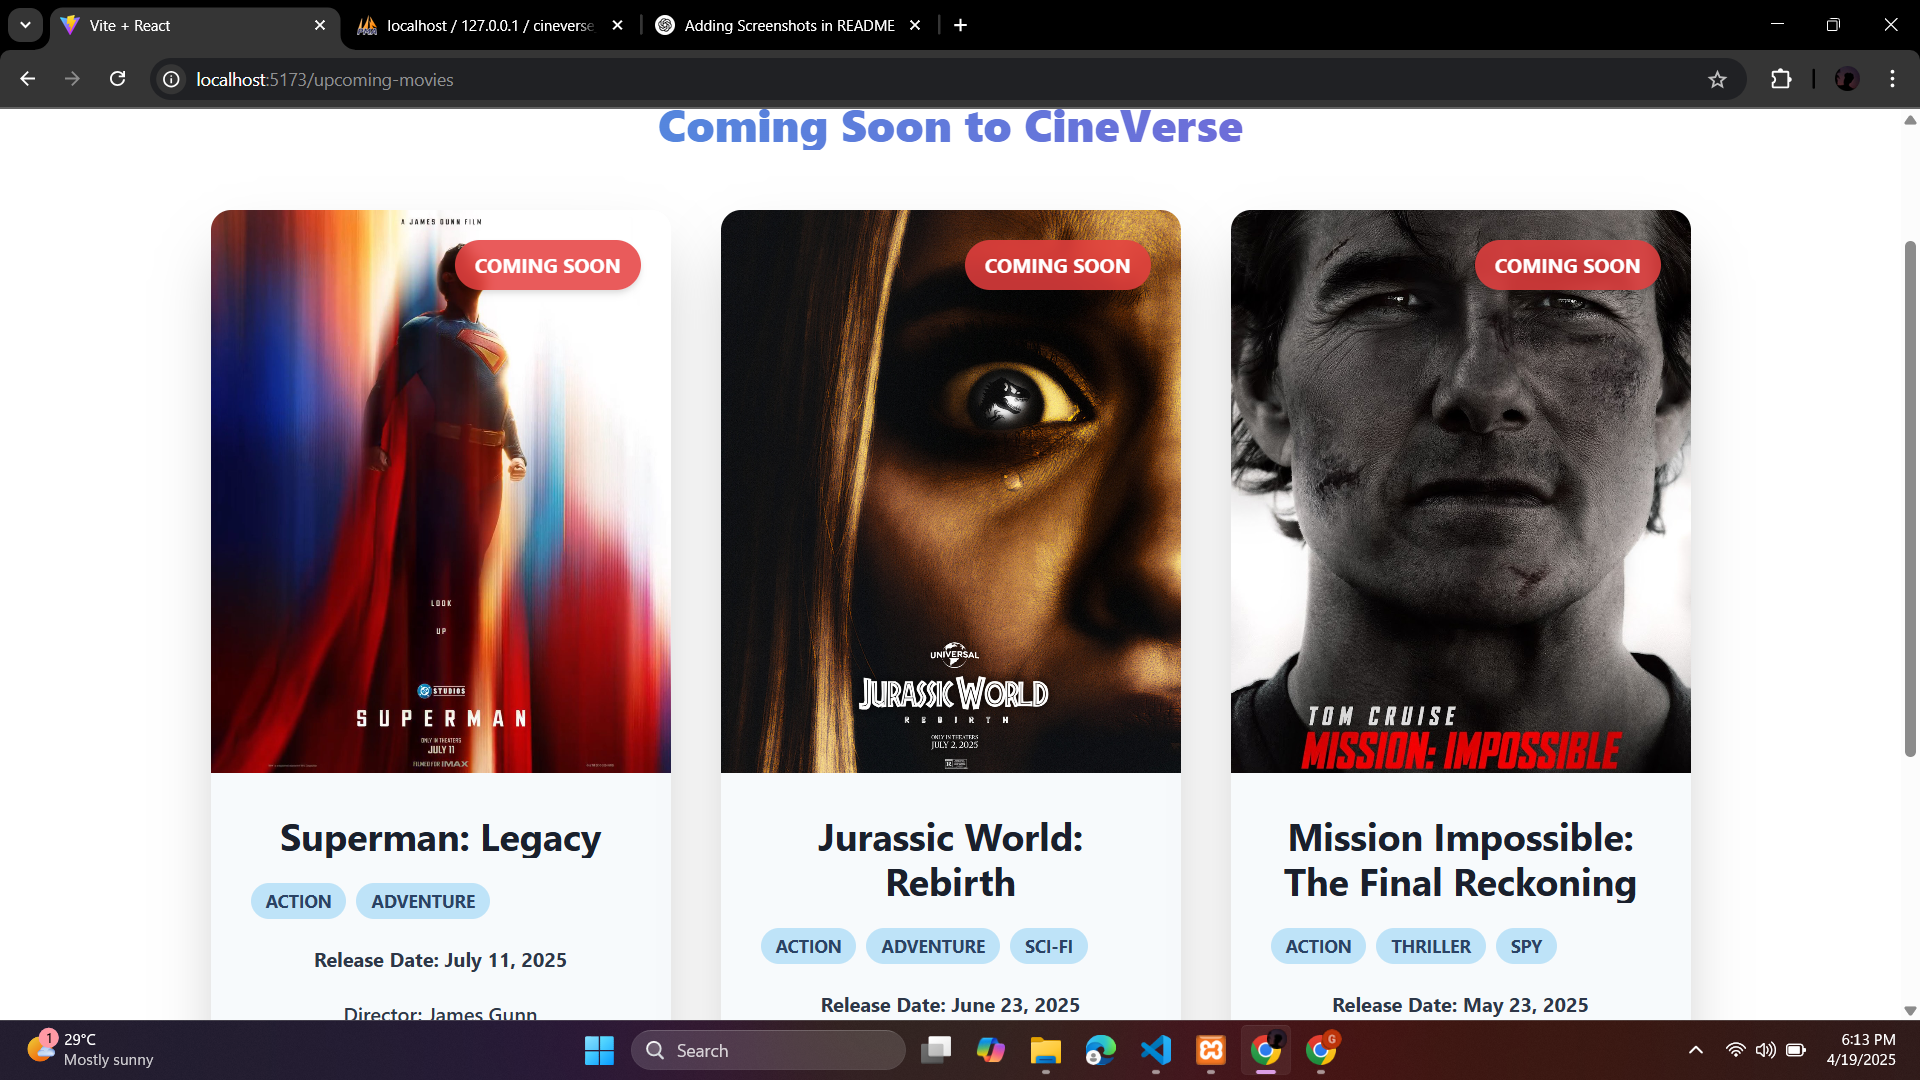 Vite + React
localhost / 127.0.0.1 / cineverse
Adding Screenshots in README
localhost:5173/upcoming-movies
Coming Soon to CineVerse
A JAMES GUNN FILM
COMING SOON
LOOK
UP
DC STUDIOS
SUPERMAN
ONLY IN THEATERS
JULY 11
FILMED FOR IMAX
Superman: Legacy
ACTION
ADVENTURE
Release Date: July 11, 2025
Director: James Gunn
COMING SOON
UNIVERSAL
JURASSIC WORLD
REBIRTH
ONLY IN THEATERS
JULY 2, 2025
Jurassic World:
Rebirth
ACTION
ADVENTURE
SCI-FI
Release Date: June 23, 2025
COMING SOON
TOM CRUISE
MISSION: IMPOSSIBLE
Mission Impossible:
The Final Reckoning
ACTION
THRILLER
SPY
Release Date: May 23, 2025
1
29°C
Mostly sunny
Search
G
6:13 PM
4/19/2025